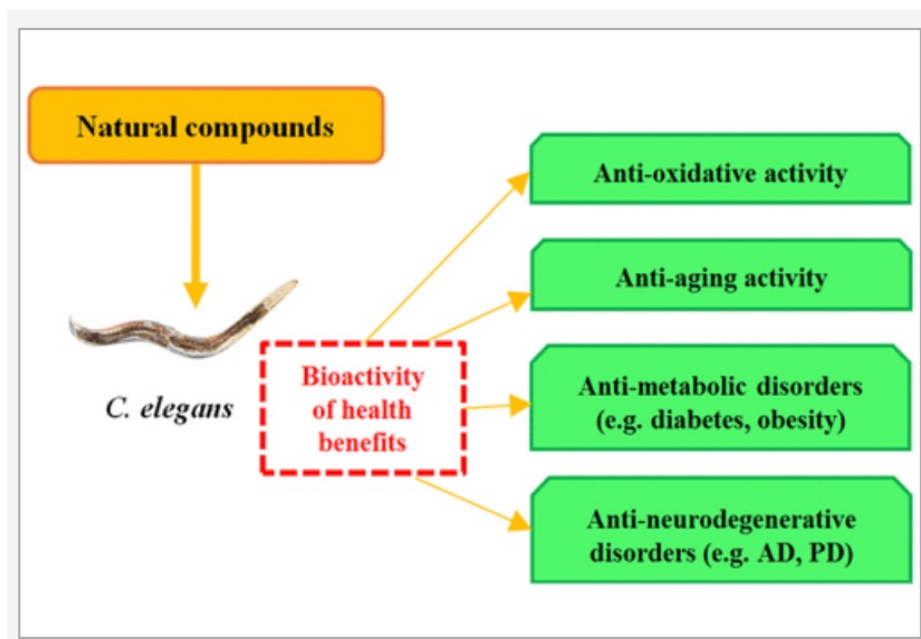 Natural compounds
C. elegans
Bioactivity
of health
benefits
Anti-oxidative activity
Anti-aging activity
Anti-metabolic disorders
(e.g. diabetes, obesity)
Anti-neurodegenerative
disorders (e.g. AD, PD)